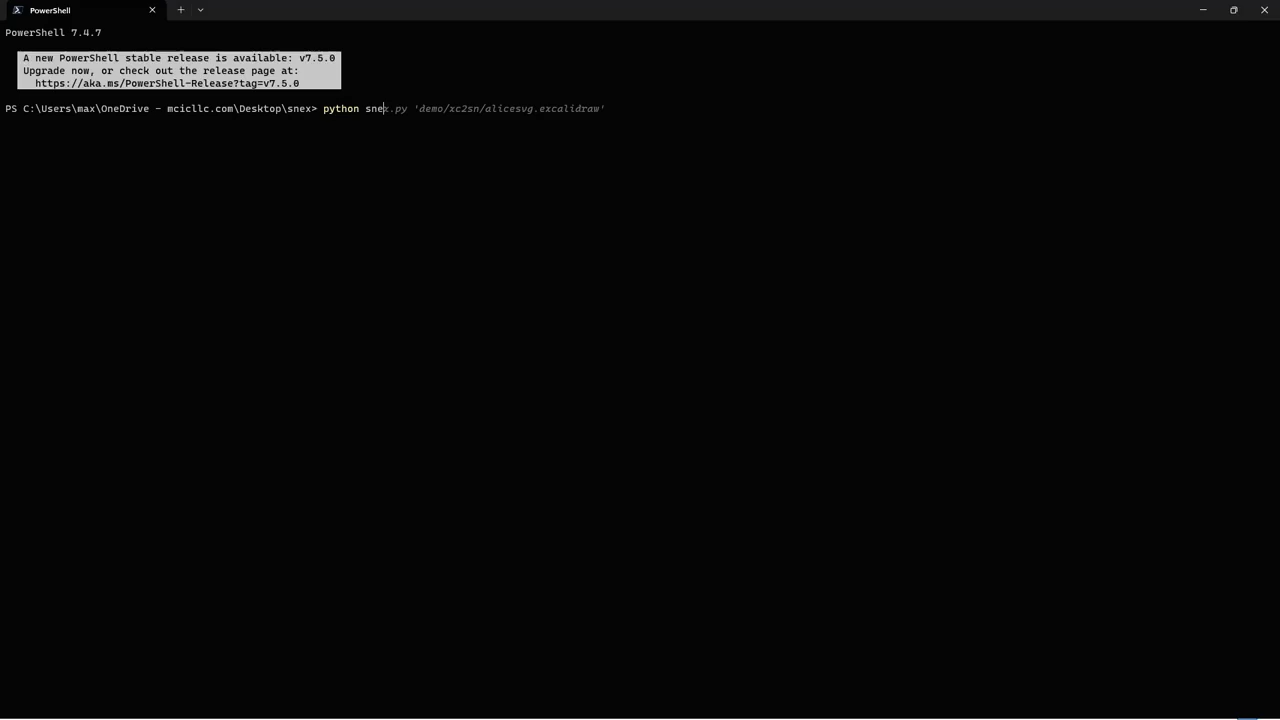 PowerShell
PowerShell 7.4.7
A new PowerShell stable release is available: v7.5.0
Upgrade now, or check out the release page at:
https://aka.ms/PowerShell-Release?tag=v7.5.0
PS C:\Users\max\OneDrive - mcicllc.com\Desktop\snex> python snex.py 'demo/xc2sn/alicesvg.excalidraw'